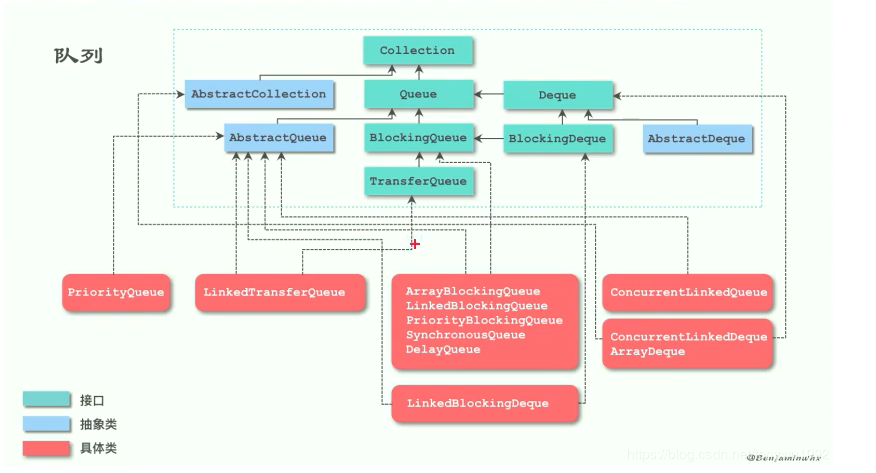 队列
Collection
AbstractCollection
Queue
Deque
AbstractQueue
BlockingQueue
BlockingDeque
AbstractDeque
TransferQueue
PriorityQueue
LinkedTransferQueue
ArrayBlockingQueue
LinkedBlockingQueue
PriorityBlockingQueue
SynchronousQueue
DelayQueue
ConcurrentLinkedQueue
ConcurrentLinkedDeque
ArrayDeque
LinkedBlockingDeque
接口
抽象类
具体类
@Benjaminwhx